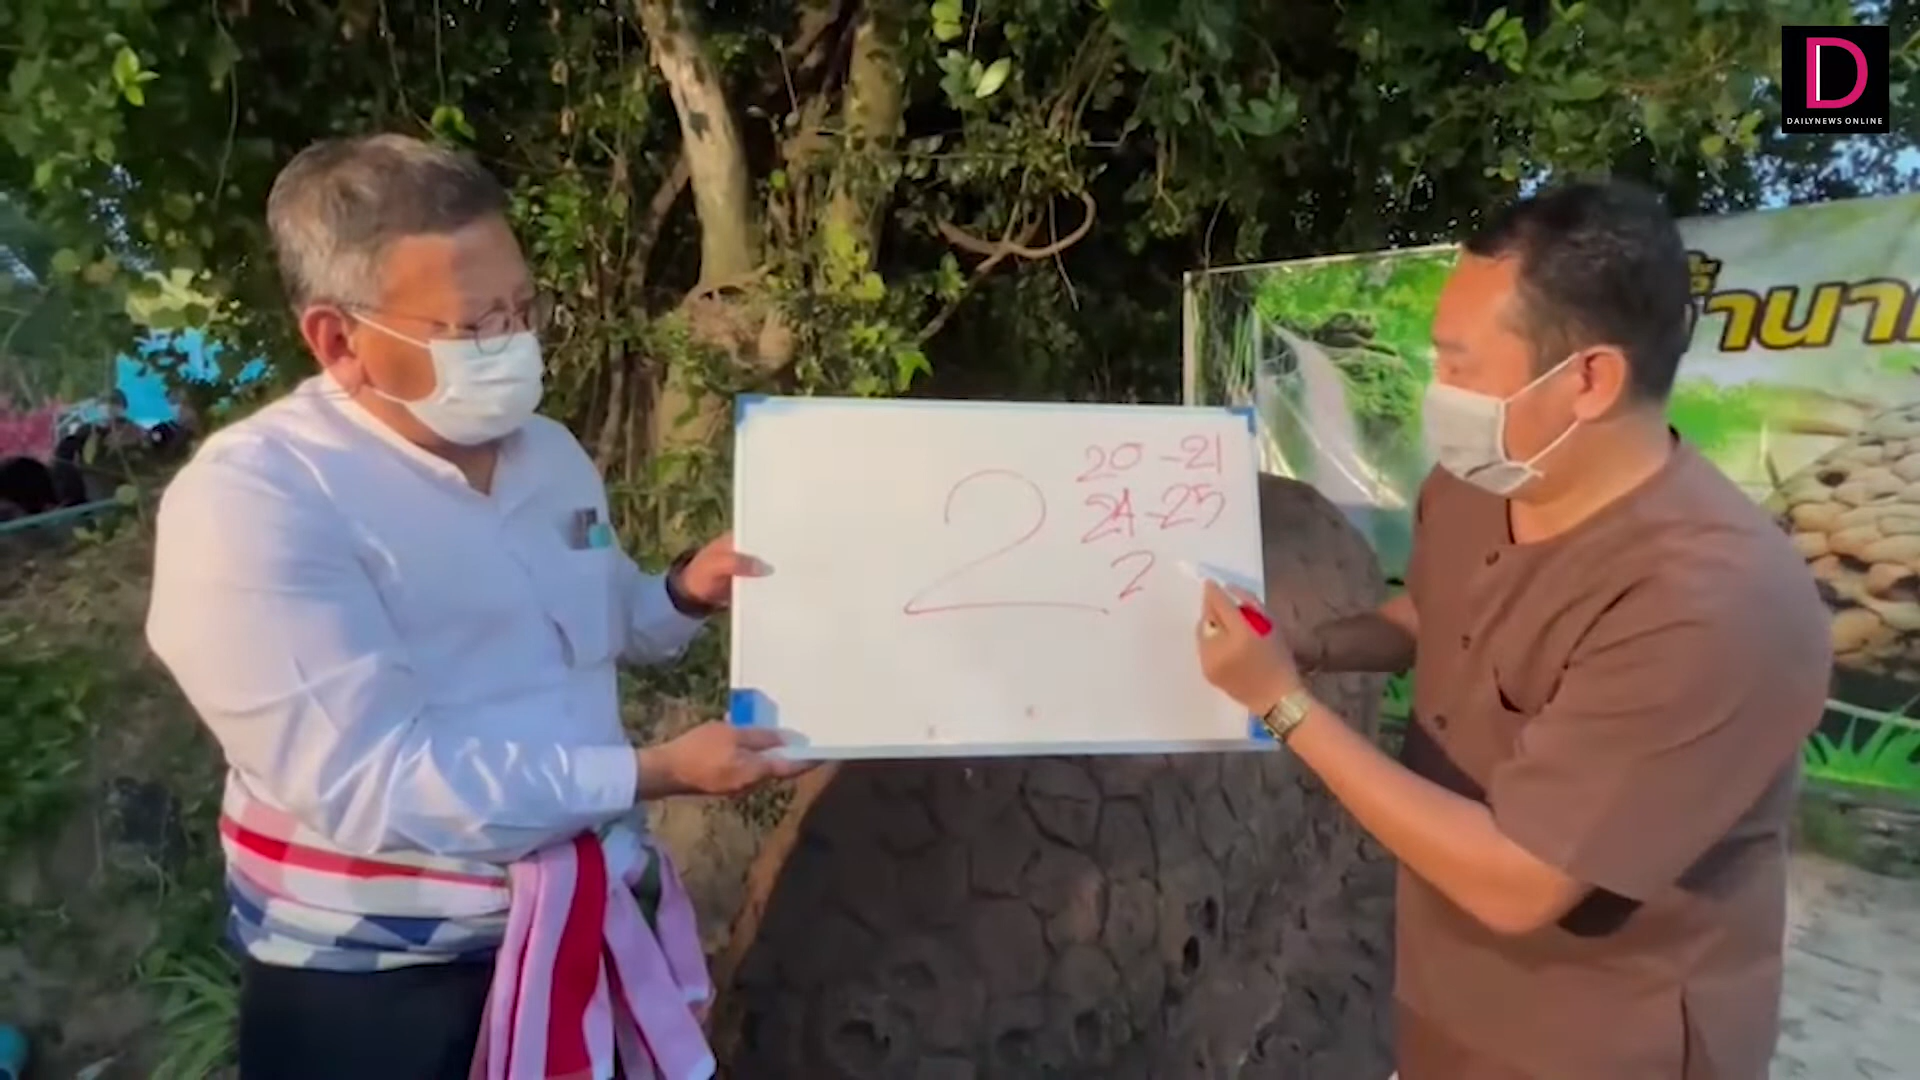 D
DAILYNEWS ONLINE
20 - 21
2
24 - 25
2